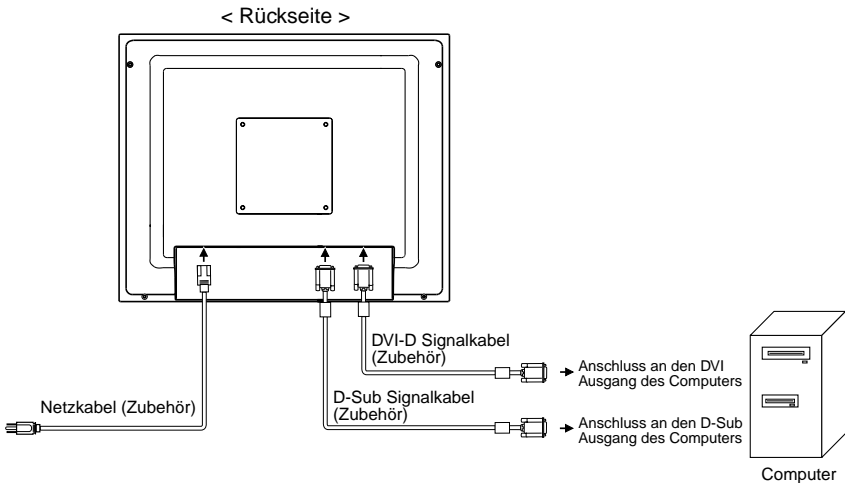 < Rückseite >
DVI-D Signalkabel
(Zubehör)
Anschluss an den DVI
Ausgang des Computers
Netzkabel (Zubehör)
D-Sub Signalkabel
(Zubehör)
Anschluss an den D-Sub
Ausgang des Computers
Computer